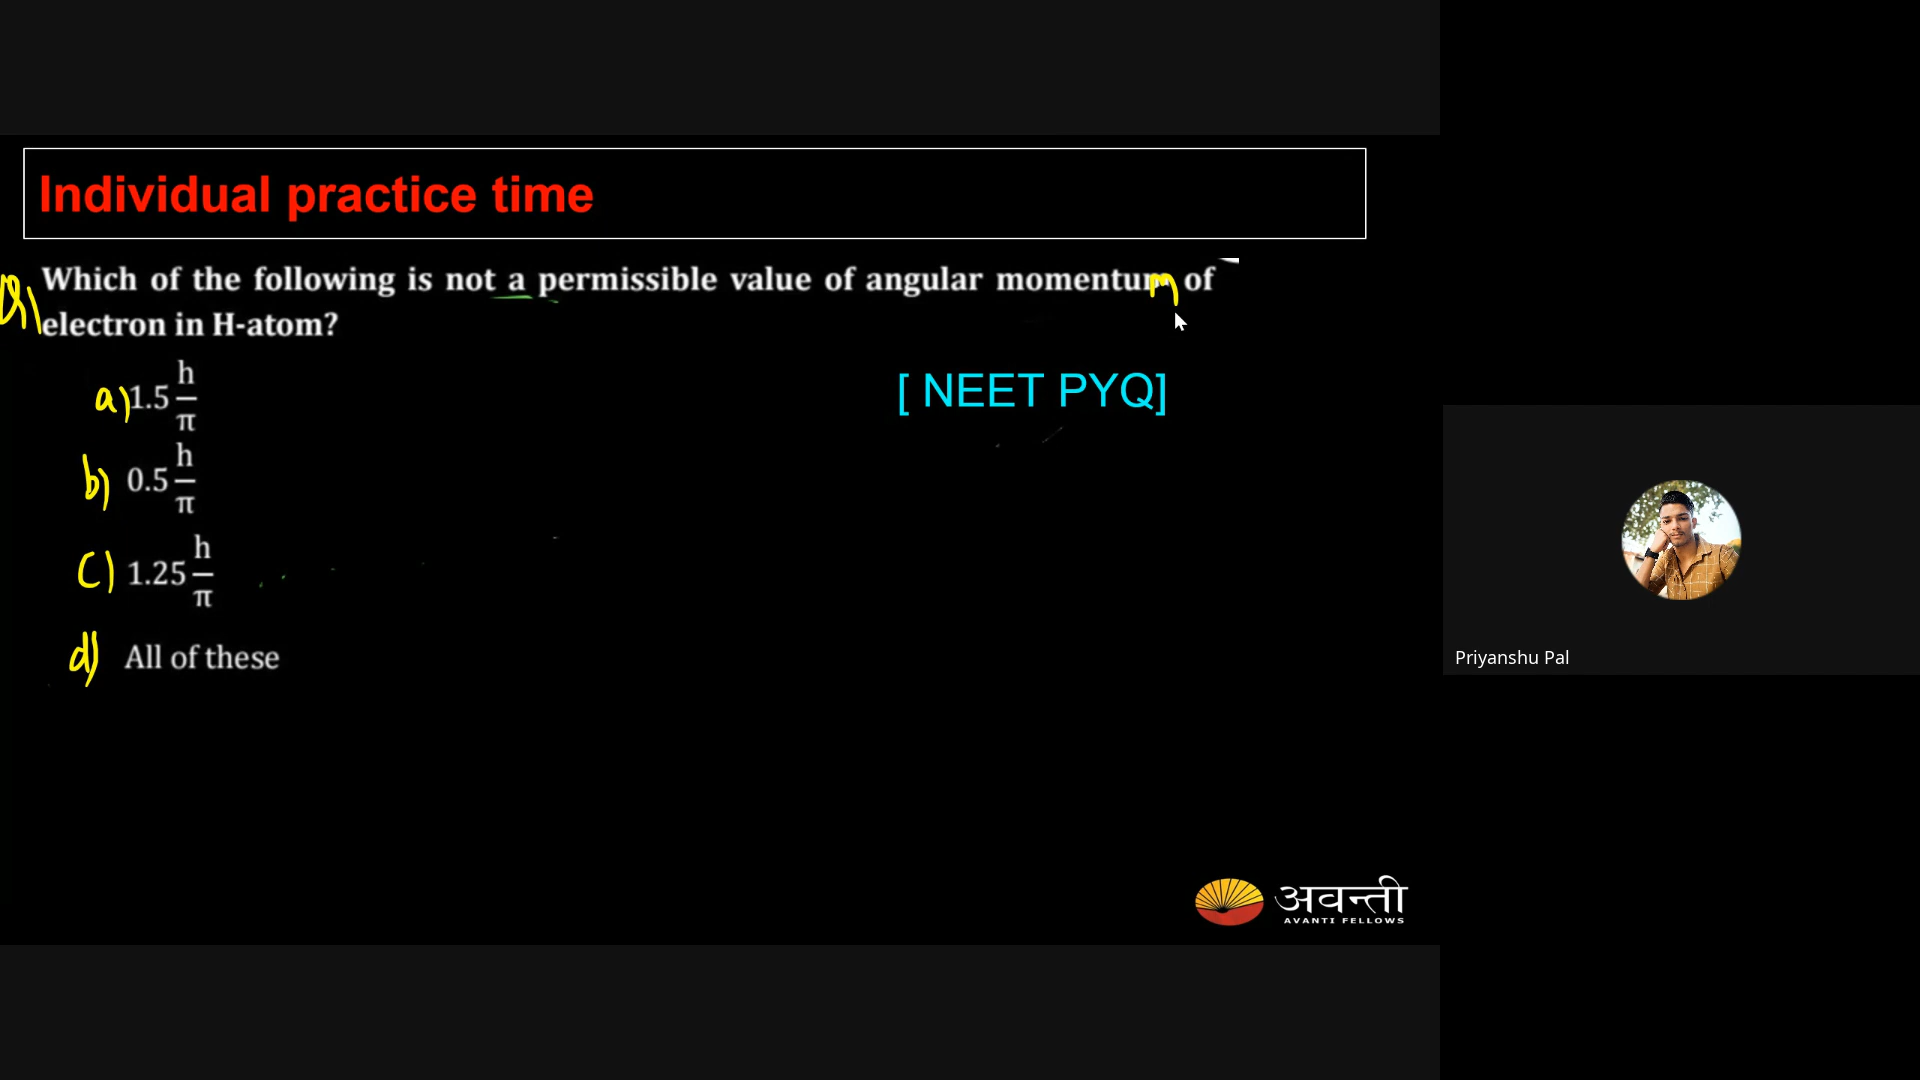 Individual practice time
Q) Which of the following is not a permissible value of angular momentum of
electron in H-atom?
a) 1.5 h/π
[ NEET PYQ]
b) 0.5 h/π
c) 1.25 h/π
d) All of these
Priyanshu Pal
अवन्ती
AVANTI FELLOWS